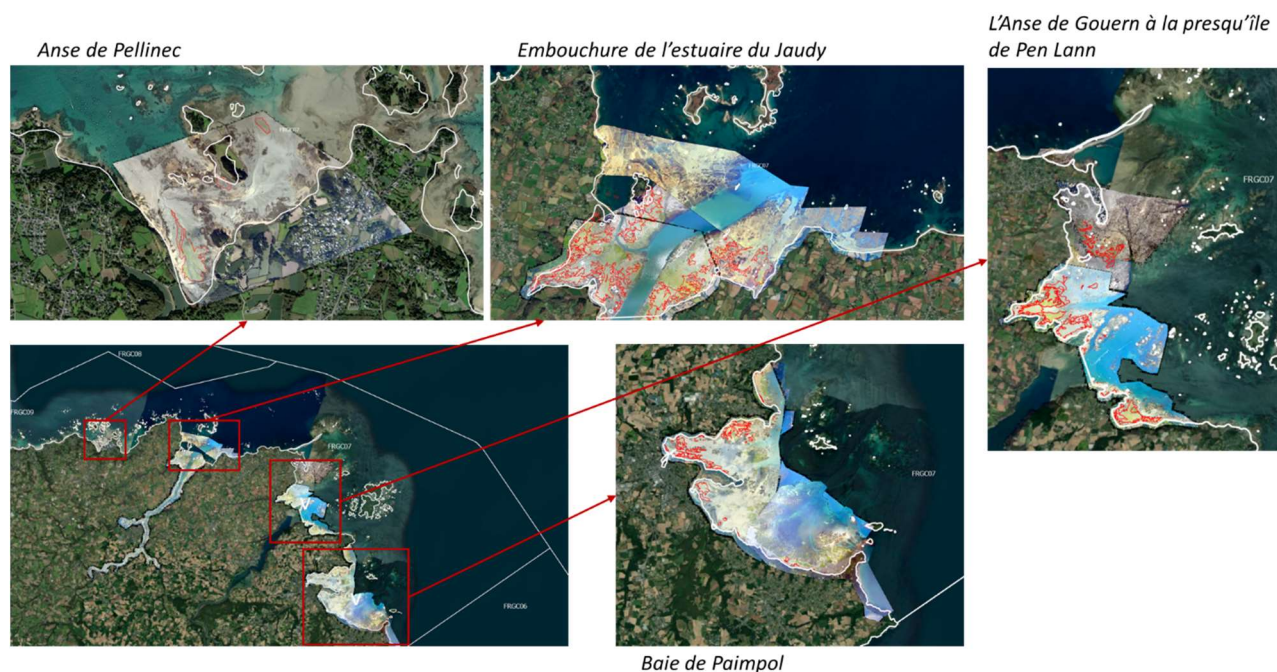 Anse de Pellinec
Embouchure de l'estuaire du Jaudy
L'Anse de Gouern à la presqu'île
de Pen Lann
FRGC07
FRGC07
FRGC08
FRGC09
FRGC07
FRGC06
FRGC07
Baie de Paimpol